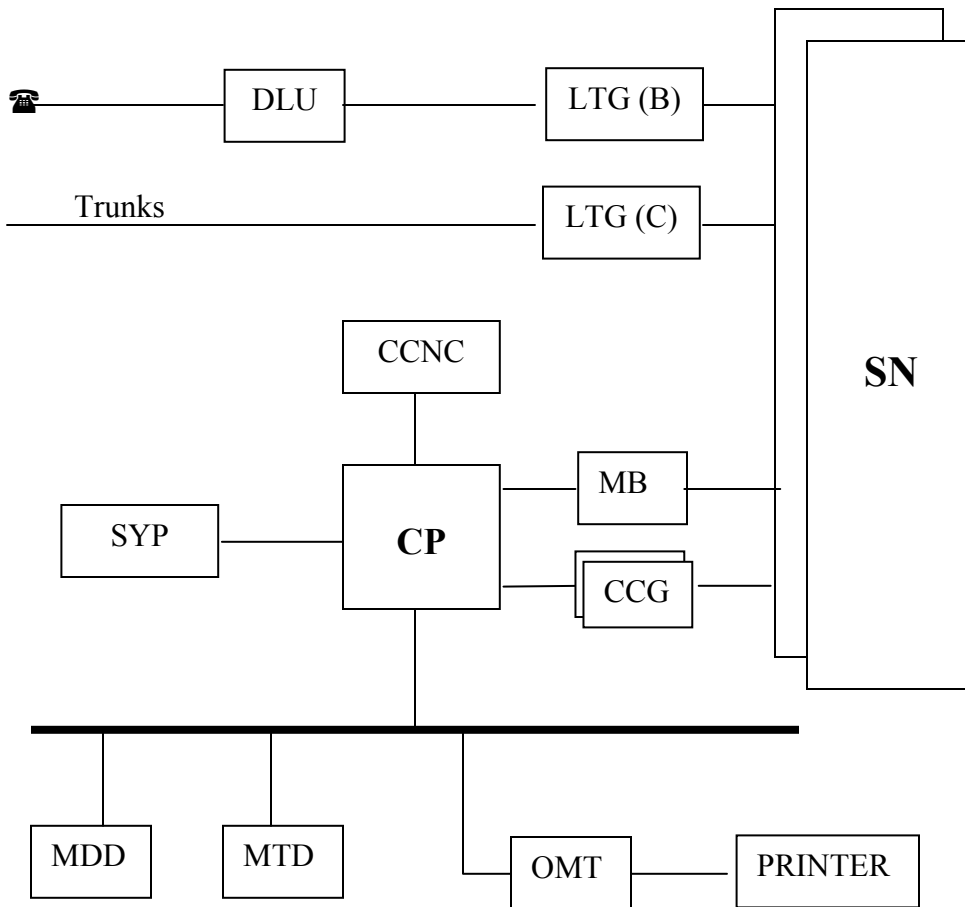 DLU
LTG (B)
Trunks
LTG (C)
CCNC
SN
MB
SYP
CP
CCG
MDD
MTD
OMT
PRINTER